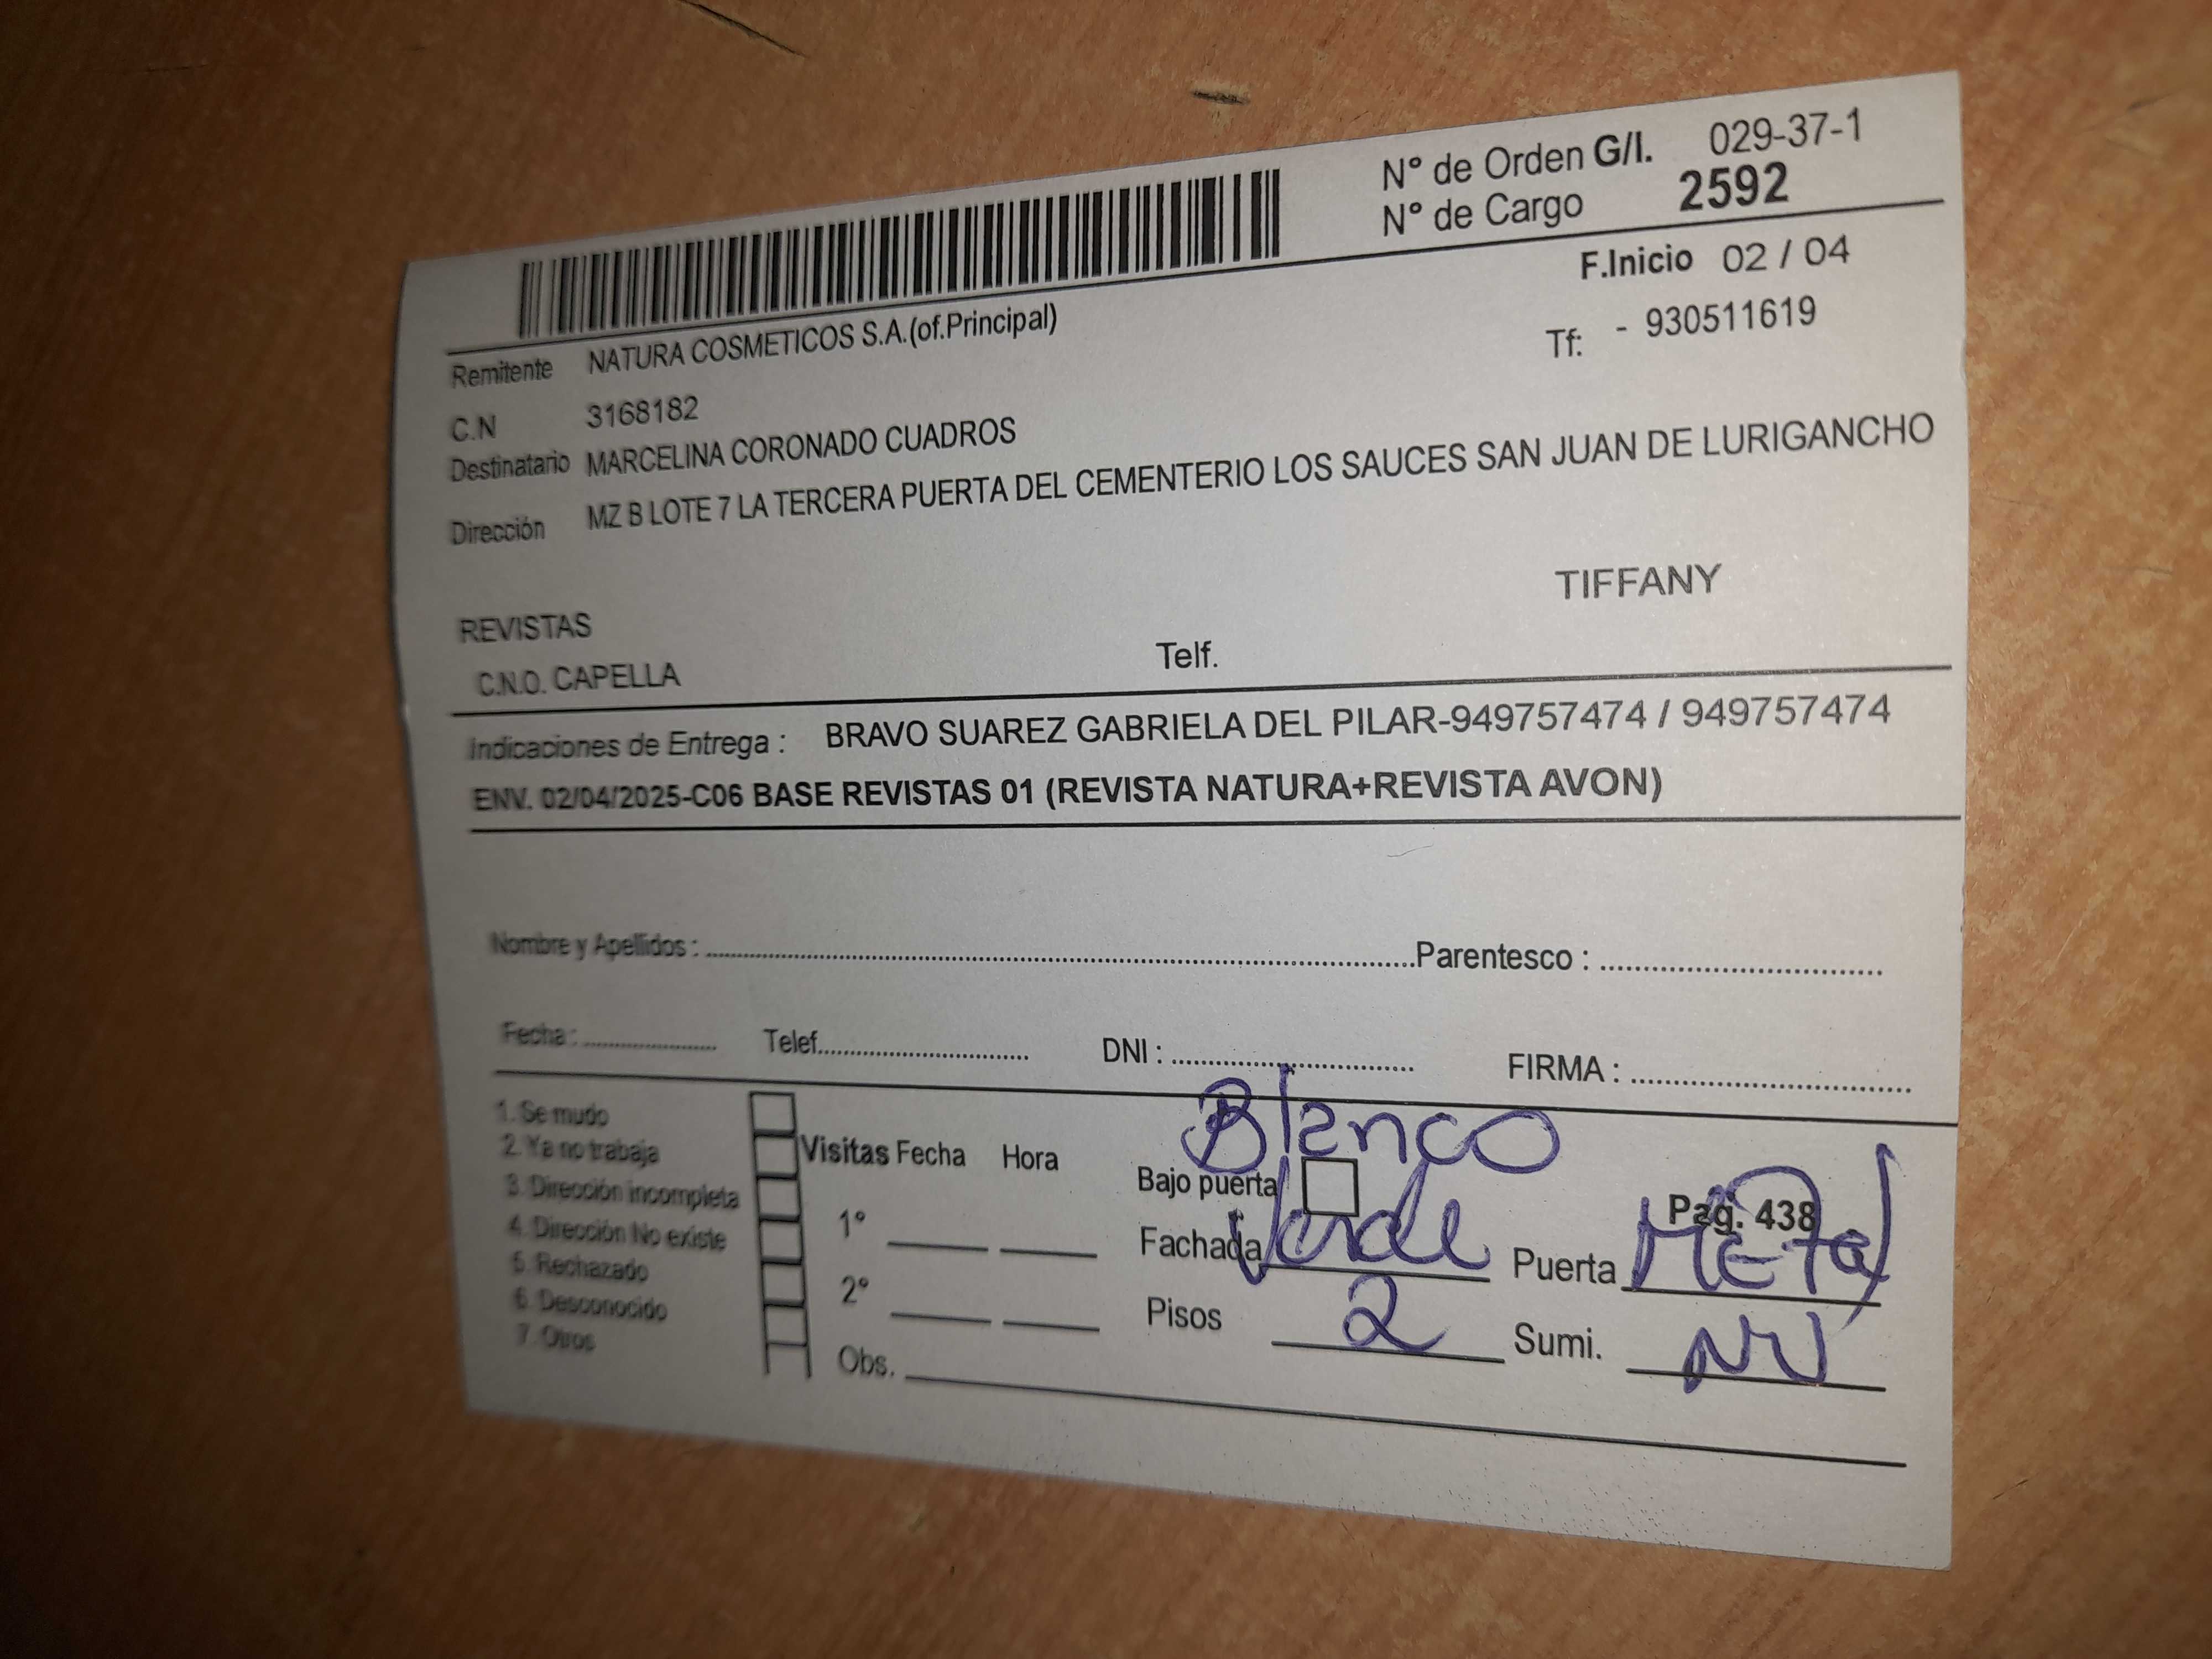 Nº de Orden G/I. 029-37-1
Nº de Cargo 2592
F.Inicio 02 / 04
Remitente NATURA COSMETICOS S.A.(of.Principal)
Tf: - 930511619
C.N 3168182
Destinatario MARCELINA CORONADO CUADROS
Dirección MZ B LOTE 7 LA TERCERA PUERTA DEL CEMENTERIO LOS SAUCES SAN JUAN DE LURIGANCHO
TIFFANY
REVISTAS
C.N.O. CAPELLA Telf.
Indicaciones de Entrega : BRAVO SUAREZ GABRIELA DEL PILAR-949757474 / 949757474
ENV. 02/04/2025-C06 BASE REVISTAS 01 (REVISTA NATURA+REVISTA AVON)
Nombre y Apellidos : Parentesco :
Fecha : Telef. DNI : FIRMA :
1. Se mudo
2. Ya no trabaja
3. Dirección incompleta
4. Dirección No existe
5. Rechazado
6. Desconocido
7. Otros
Visitas Fecha Hora
1º
2º
Obs.
Blanco
Bajo puerta Pag. 438
Fachada Verde Puerta METal
Pisos 2 Sumi.